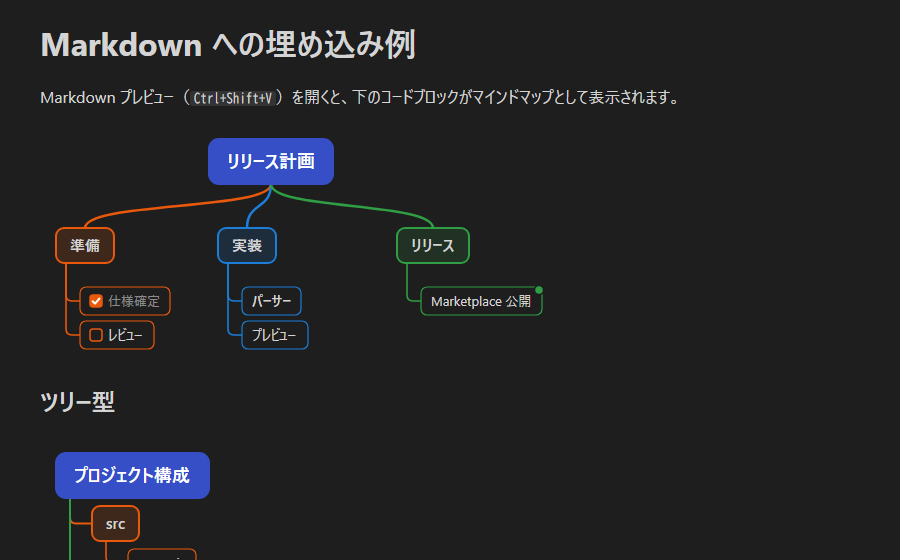 Markdown への埋め込み例
Markdown プレビュー（Ctrl+Shift+V）を開くと、下のコードブロックがマインドマップとして表示されます。
リリース計画
準備
実装
リリース
仕様確定
パーサー
Marketplace 公開
レビュー
プレビュー
ツリー型
プロジェクト構成
src